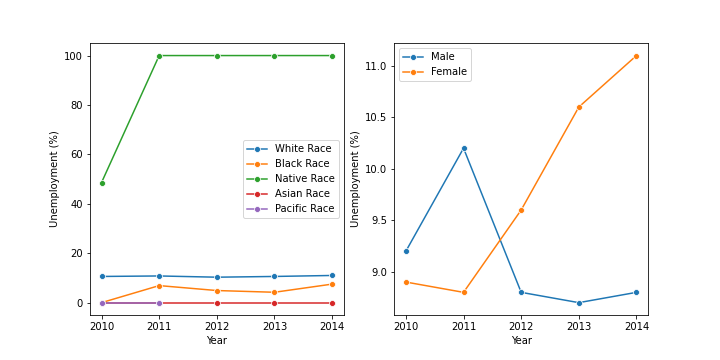 100
80
60
40
20
0
Unemployment (%)
2010 2011 2012 2013 2014
Year
White Race
Black Race
Native Race
Asian Race
Pacific Race
11.0
10.5
10.0
9.5
9.0
Unemployment (%)
2010 2011 2012 2013 2014
Year
Male
Female